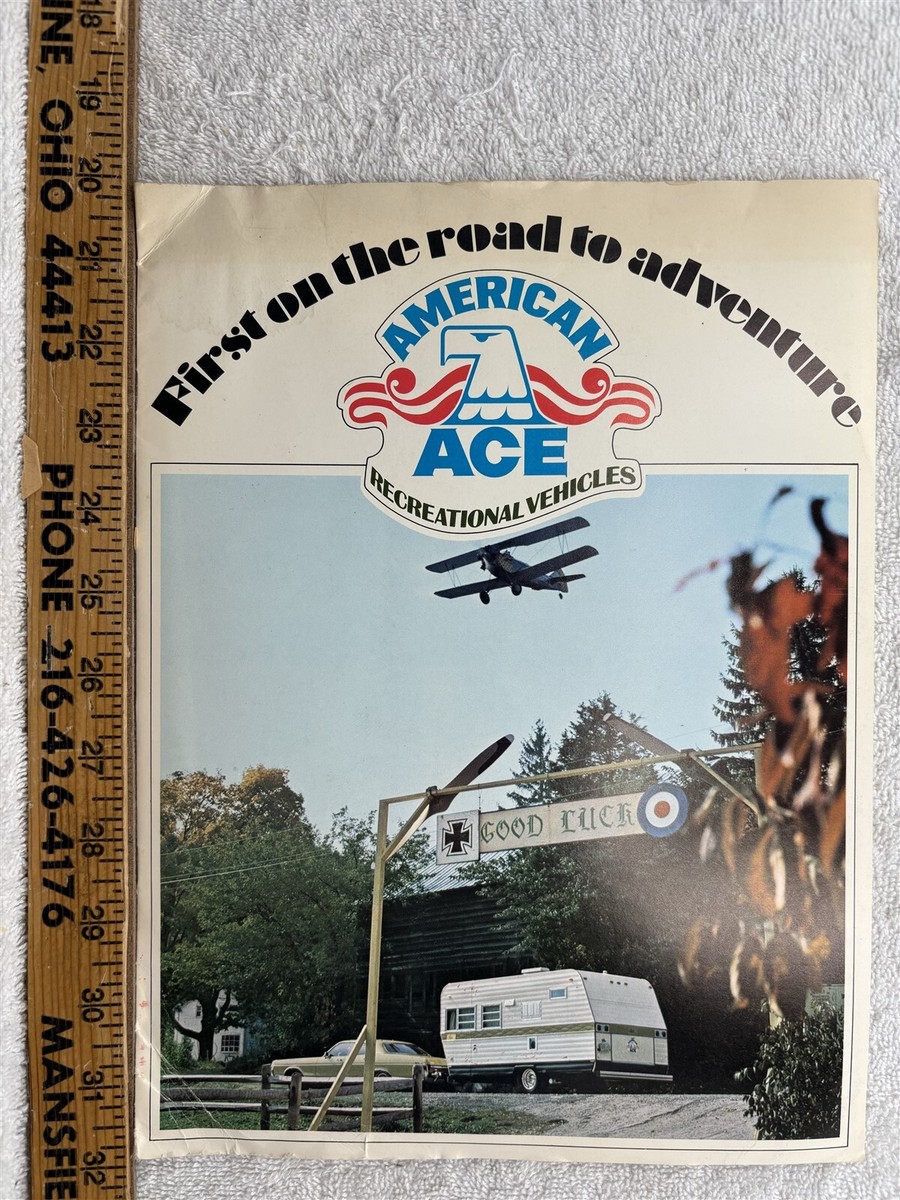 First on the road to adventure
AMERICAN
ACE
RECREATIONAL VEHICLES
GOOD LUCK
INE, OHIO 44413 PHONE 216-426-4176 MANSFIE
18 19 20 21 22 23 24 25 26 27 28 29 30 31 32